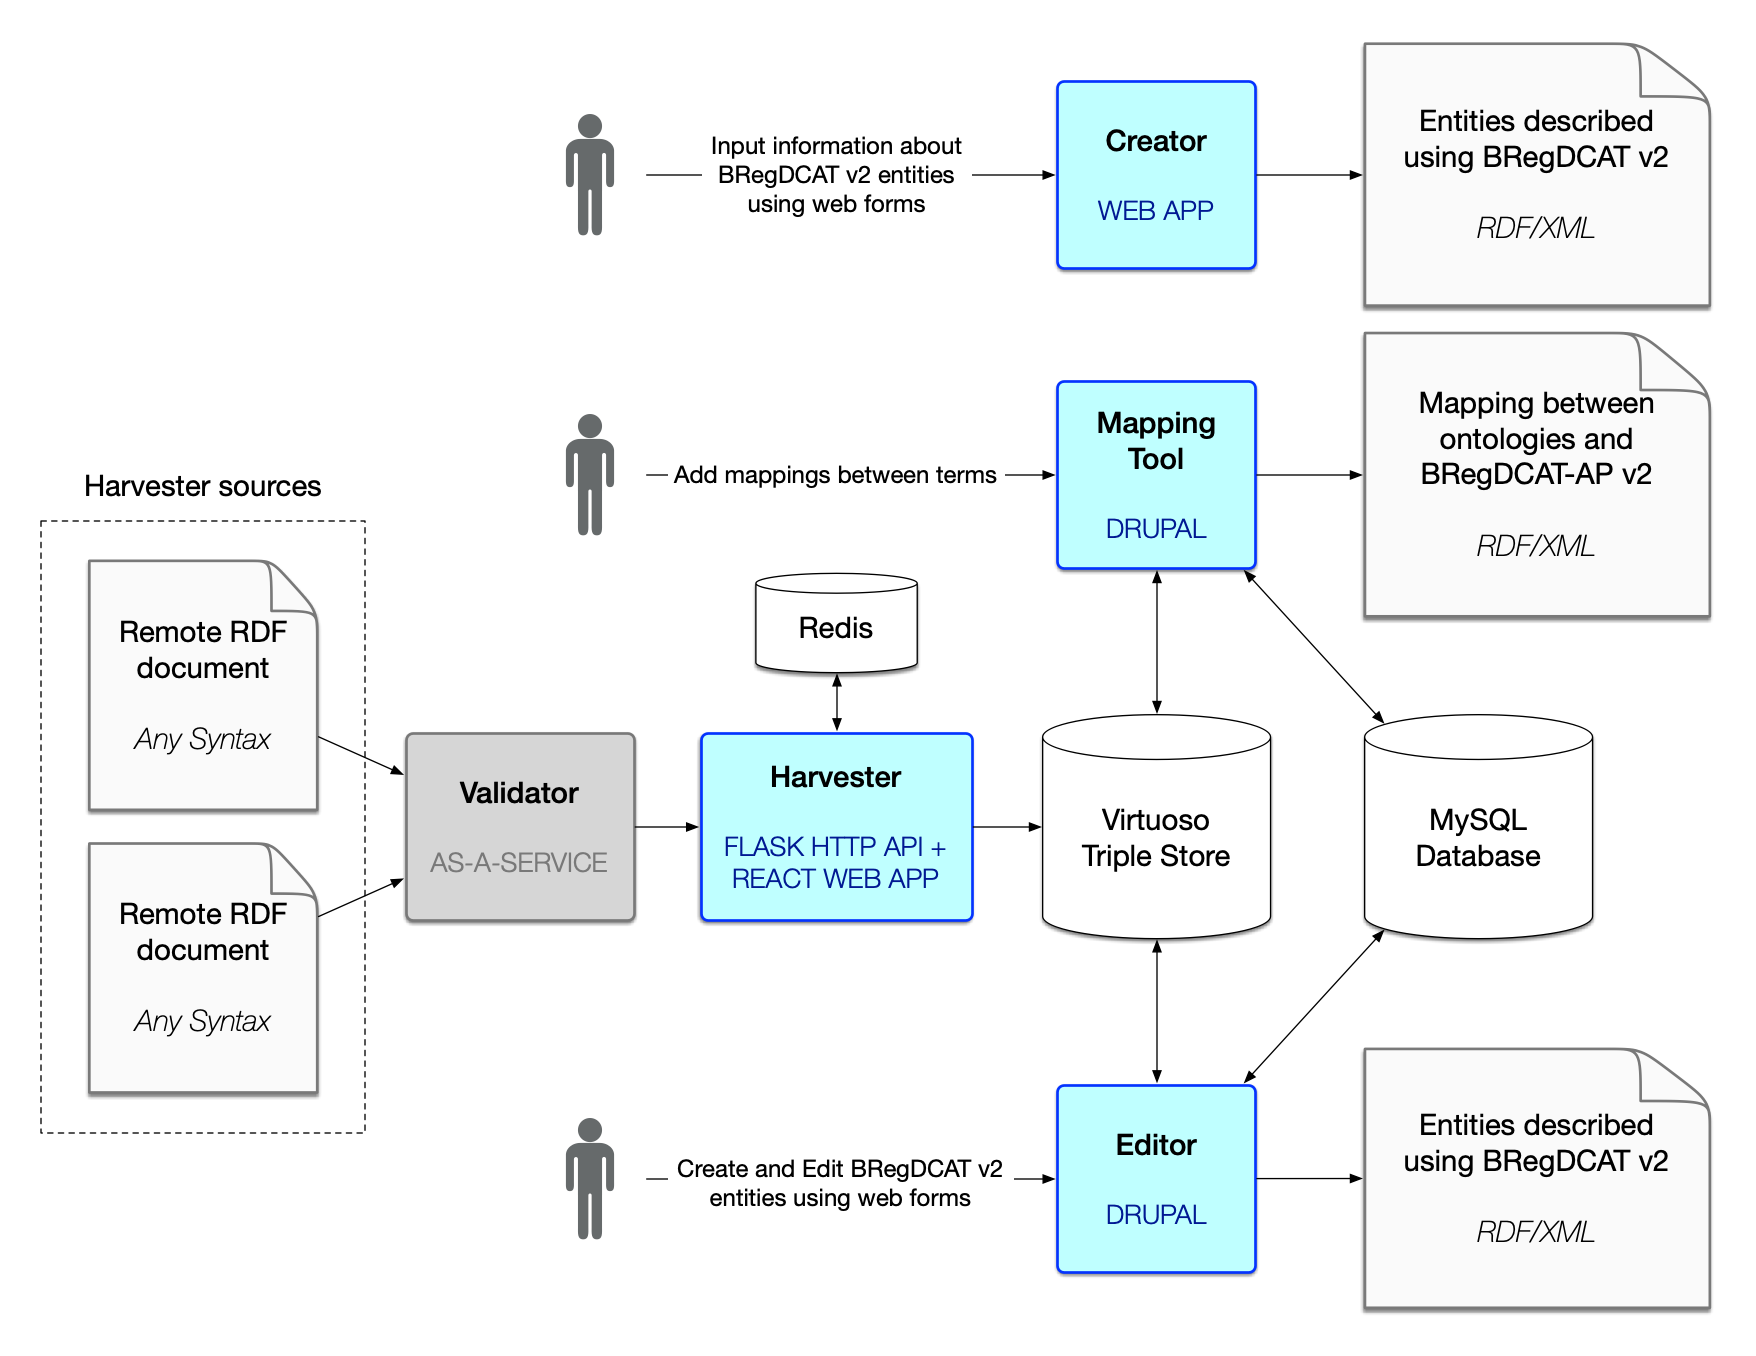 Input information about
BRegDCAT v2 entities
using web forms
Creator
WEB APP
Entities described
using BRegDCAT v2
RDF/XML
Add mappings between terms
Mapping
Tool
DRUPAL
Mapping between
ontologies and
BRegDCAT-AP v2
RDF/XML
Harvester sources
Remote RDF
document
Any Syntax
Remote RDF
document
Any Syntax
Validator
AS-A-SERVICE
Redis
Harvester
FLASK HTTP API +
REACT WEB APP
Virtuoso
Triple Store
MySQL
Database
Create and Edit BRegDCAT v2
entities using web forms
Editor
DRUPAL
Entities described
using BRegDCAT v2
RDF/XML